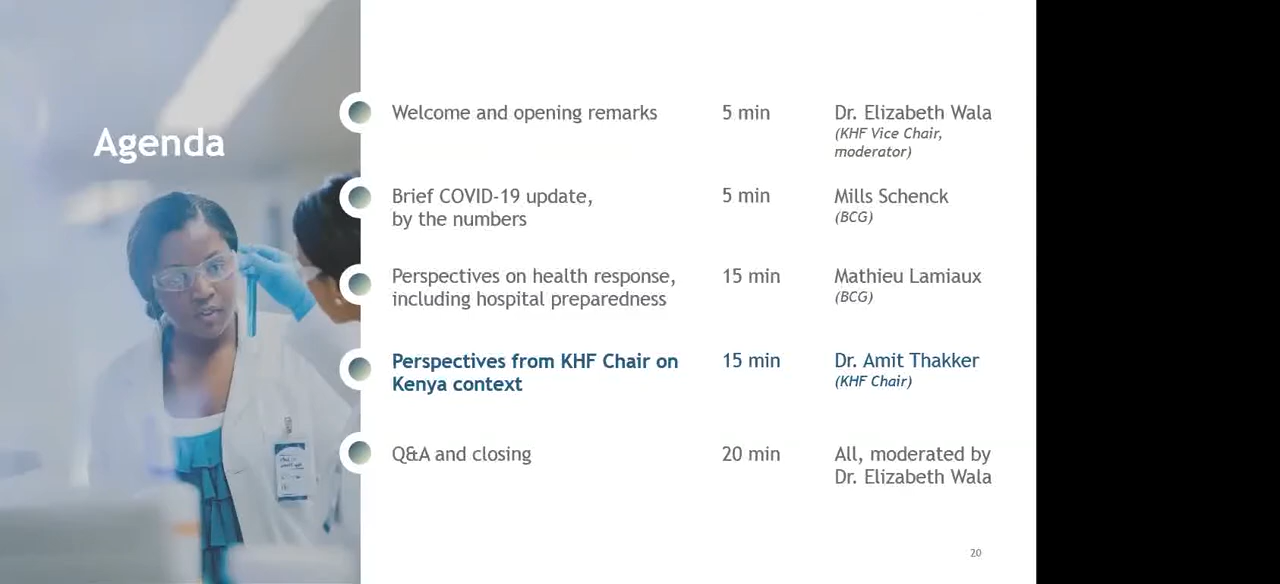 Agenda
Welcome and opening remarks
5 min
Dr. Elizabeth Wala
(KHF Vice Chair,
moderator)
Brief COVID-19 update,
by the numbers
5 min
Mills Schenck
(BCG)
Perspectives on health response,
including hospital preparedness
15 min
Mathieu Lamiaux
(BCG)
Perspectives from KHF Chair on
Kenya context
15 min
Dr. Amit Thakker
(KHF Chair)
Q&A and closing
20 min
All, moderated by
Dr. Elizabeth Wala
20